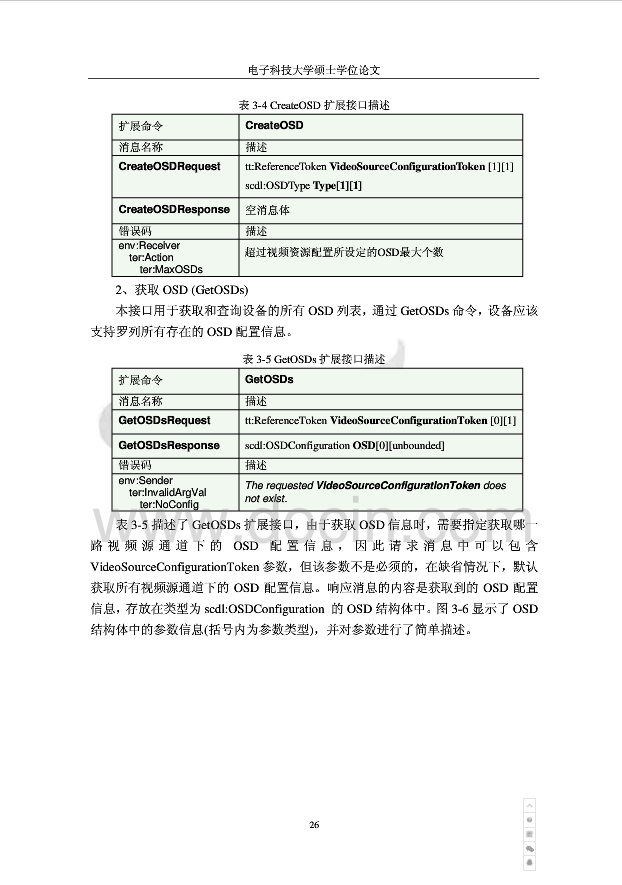 电子科技大学硕士学位论文
表 3-4 CreateOSD 扩展接口描述
扩展命令 CreateOSD
消息名称 描述
CreateOSDRequest tt:ReferenceToken VideoSourceConfigurationToken [1][1]
scdl:OSDType Type[1][1]
CreateOSDResponse 空消息体
错误码 描述
env:Receiver
ter:Action
ter:MaxOSDs
超过视频资源配置所设定的OSD最大个数
2、获取 OSD (GetOSDs)
本接口用于获取和查询设备的所有 OSD 列表，通过 GetOSDs 命令，设备应该
支持罗列所有存在的 OSD 配置信息。
表 3-5 GetOSDs 扩展接口描述
扩展命令 GetOSDs
消息名称 描述
GetOSDsRequest tt:ReferenceToken VideoSourceConfigurationToken [0][1]
GetOSDsResponse scdl:OSDConfiguration OSD[0][unbounded]
错误码 描述
env:Sender
ter:InvalidArgVal
ter:NoConfig
The requested VideoSourceConfigurationToken does
not exist.
www.docin.com
表 3-5 描述了 GetOSDs 扩展接口，由于获取 OSD 信息时，需要指定获取哪一
路视频源通道下的 OSD 配置信息，因此请求消息中可以包含
VideoSourceConfigurationToken 参数，但该参数不是必须的，在缺省情况下，默认
获取所有视频源通道下的 OSD 配置信息。响应消息的内容是获取到的 OSD 配置
信息，存放在类型为 scdl:OSDConfiguration 的 OSD 结构体中。图 3-6 显示了 OSD
结构体中的参数信息(括号内为参数类型)，并对参数进行了简单描述。
26